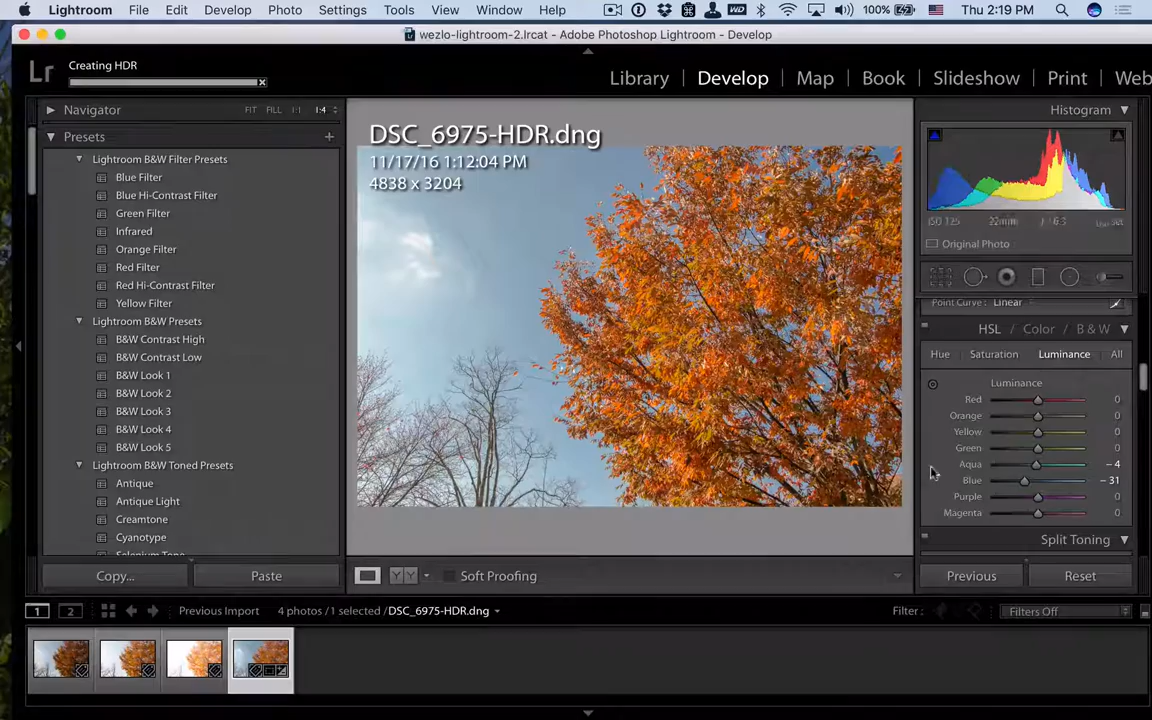 Lightroom File Edit Develop Photo Settings Tools View Window Help 100% Thu 2:19 PM
wezlo-lightroom-2.lrcat - Adobe Photoshop Lightroom - Develop
Lr Creating HDR
Library | Develop | Map | Book | Slideshow | Print | Web
Navigator FIT FILL 1:1 1:4
Presets +
Lightroom B&W Filter Presets
Blue Filter
Blue Hi-Contrast Filter
Green Filter
Infrared
Orange Filter
Red Filter
Red Hi-Contrast Filter
Yellow Filter
Lightroom B&W Presets
B&W Contrast High
B&W Contrast Low
B&W Look 1
B&W Look 2
B&W Look 3
B&W Look 4
B&W Look 5
Lightroom B&W Toned Presets
Antique
Antique Light
Creamtone
Cyanotype
Selenium Tone
Copy... Paste
DSC_6975-HDR.dng
11/17/16 1:12:04 PM
4838 x 3204
Soft Proofing
Histogram
ISO 125 22mm f / 6.3
Original Photo
Point Curve: Linear
HSL / Color / B & W
Hue Saturation Luminance All
Luminance
Red 0
Orange 0
Yellow 0
Green 0
Aqua – 4
Blue – 31
Purple 0
Magenta 0
Split Toning
Previous Reset
1 2 Previous Import 4 photos /1 selected /DSC_6975-HDR.dng Filter : Filters Off